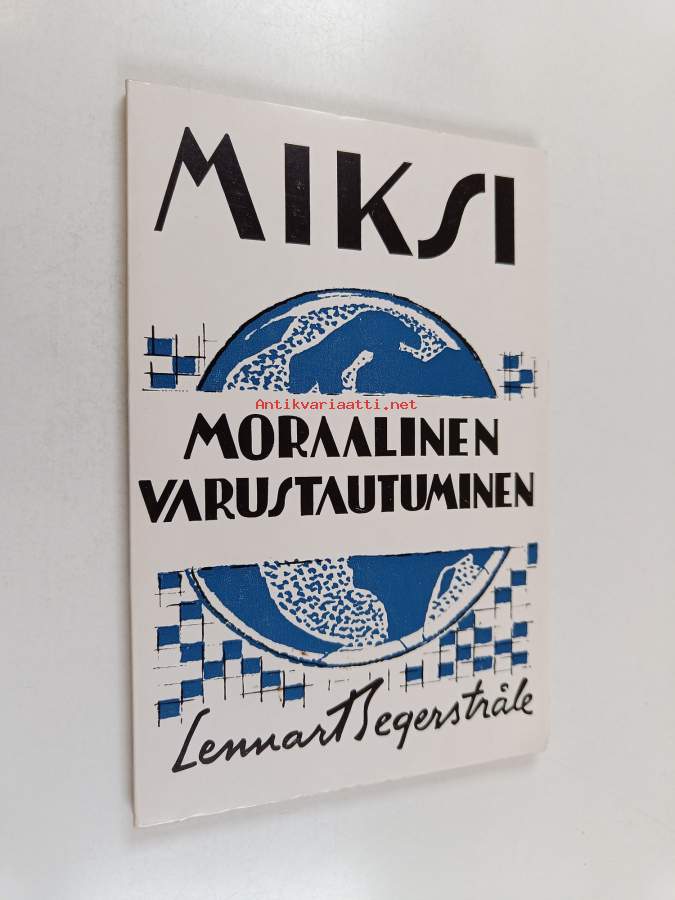 MIKSI
Antikvariaatti.net
MORAALINEN
VARUSTAUTUMINEN
Lennart Segerstråle